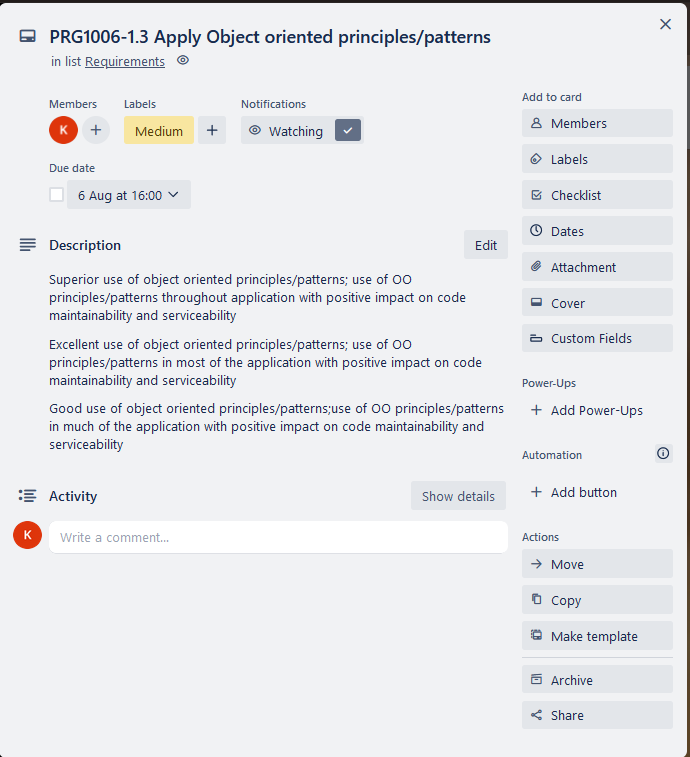 PRG1006-1.3 Apply Object oriented principles/patterns
in list Requirements
Members
K
Labels
Medium
Notifications
Watching
Due date
6 Aug at 16:00
Description
Edit
Superior use of object oriented principles/patterns; use of OO
principles/patterns throughout application with positive impact on code
maintainability and serviceability
Excellent use of object oriented principles/patterns; use of OO
principles/patterns in most of the application with positive impact on code
maintainability and serviceability
Good use of object oriented principles/patterns;use of OO principles/patterns
in much of the application with positive impact on code maintainability and
serviceability
Activity
Show details
K
Write a comment...
Add to card
Members
Labels
Checklist
Dates
Attachment
Cover
Custom Fields
Power-Ups
+ Add Power-Ups
Automation
+ Add button
Actions
Move
Copy
Make template
Archive
Share